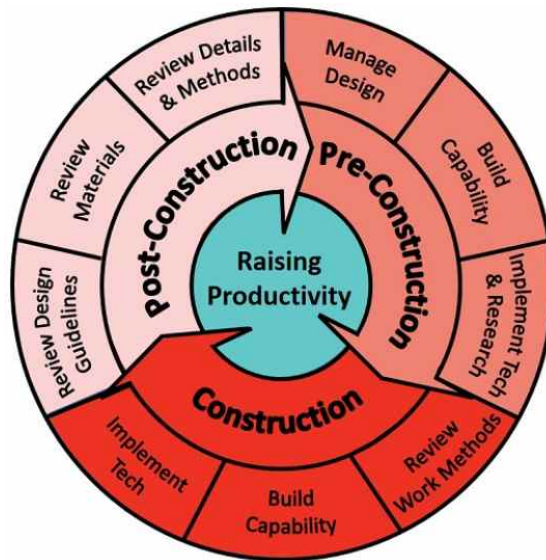 Raising
Productivity
Pre-Construction
Manage
Design
Build
Capability
Implement Tech
& Research
Construction
Review
Work Methods
Build
Capability
Implement
Tech
Post-Construction
Review Design
Guidelines
Review
Materials
Review Details
& Methods